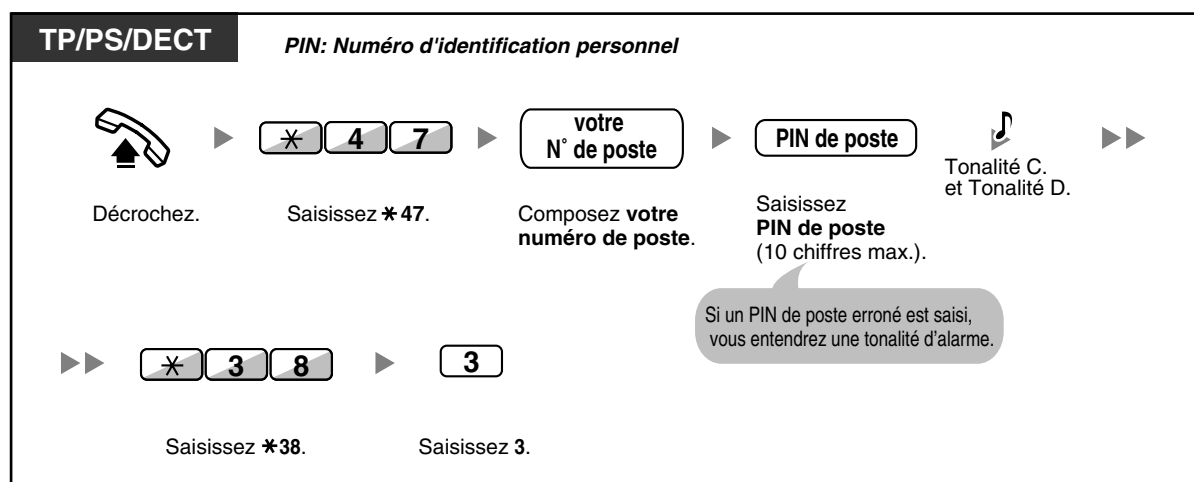 TP/PS/DECT
PIN: Numéro d'identification personnel
* 4 7
votre
N° de poste
PIN de poste
Tonalité C.
et Tonalité D.
Décrochez.
Saisissez *47.
Composez votre
numéro de poste.
Saisissez
PIN de poste
(10 chiffres max.).
Si un PIN de poste erroné est saisi,
vous entendrez une tonalité d'alarme.
* 3 8
3
Saisissez *38.
Saisissez 3.